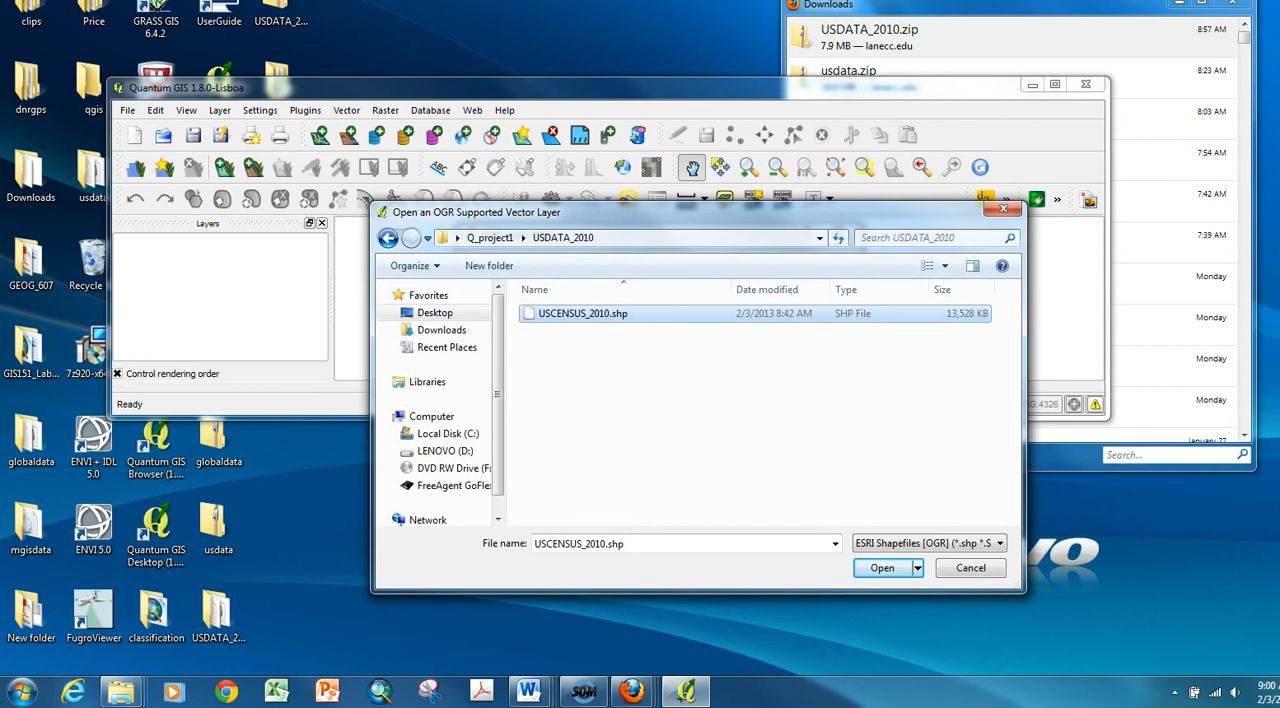 clips
Price
GRASS GIS
6.4.2
UserGuide
USDATA_2...
Downloads
USDATA_2010.zip
7.9 MB — lanecc.edu
8:57 AM
usdata.zip
8:23 AM
8:03 AM
7:54 AM
7:42 AM
7:39 AM
Monday
Monday
Monday
Monday
January 27
Search...
dnrgps
qgis
Downloads
usdata
GEOG_607
Recycle
GIS151_Lab...
7z920-x64
globaldata
ENVI + IDL
5.0
Quantum GIS
Browser (1....
globaldata
mgisdata
ENVI 5.0
Quantum GIS
Desktop (1....
usdata
New folder
FugroViewer
classification
USDATA_2...
Quantum GIS 1.8.0-Lisboa
File Edit View Layer Settings Plugins Vector Raster Database Web Help
Layers
Control rendering order
Ready
:4326
Open an OGR Supported Vector Layer
Q_project1 USDATA_2010
Search USDATA_2010
Organize New folder
Name Date modified Type Size
USCENSUS_2010.shp 2/3/2013 8:42 AM SHP File 13,528 KB
Favorites
Desktop
Downloads
Recent Places
Libraries
Computer
Local Disk (C:)
LENOVO (D:)
DVD RW Drive (F:
FreeAgent GoFlex
Network
File name: USCENSUS_2010.shp
ESRI Shapefiles [OGR] (*.shp *.S
Open Cancel
VO
9:00
2/3/2